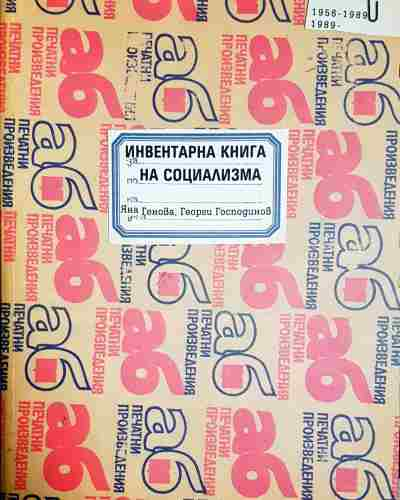 1956-1989
1989-
ИНВЕНТАРНА КНИГА
НА СОЦИАЛИЗМА
Яна Генова, Георги Господинов
аб
ПЕЧАТНИ
ПРОИЗВЕДЕНИЯ